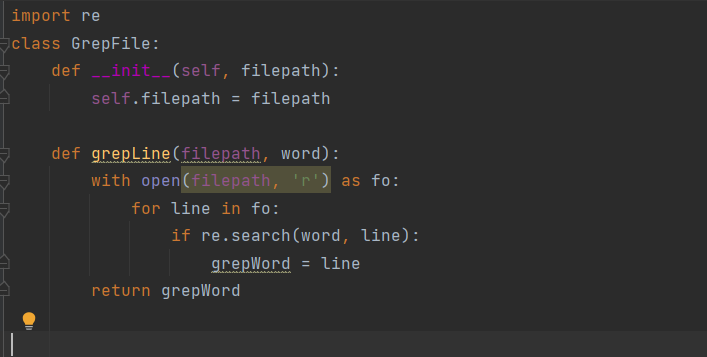 import re
class GrepFile:
    def __init__(self, filepath):
        self.filepath = filepath
    def grepLine(filepath, word):
        with open(filepath, 'r') as fo:
            for line in fo:
                if re.search(word, line):
                    grepWord = line
        return grepWord